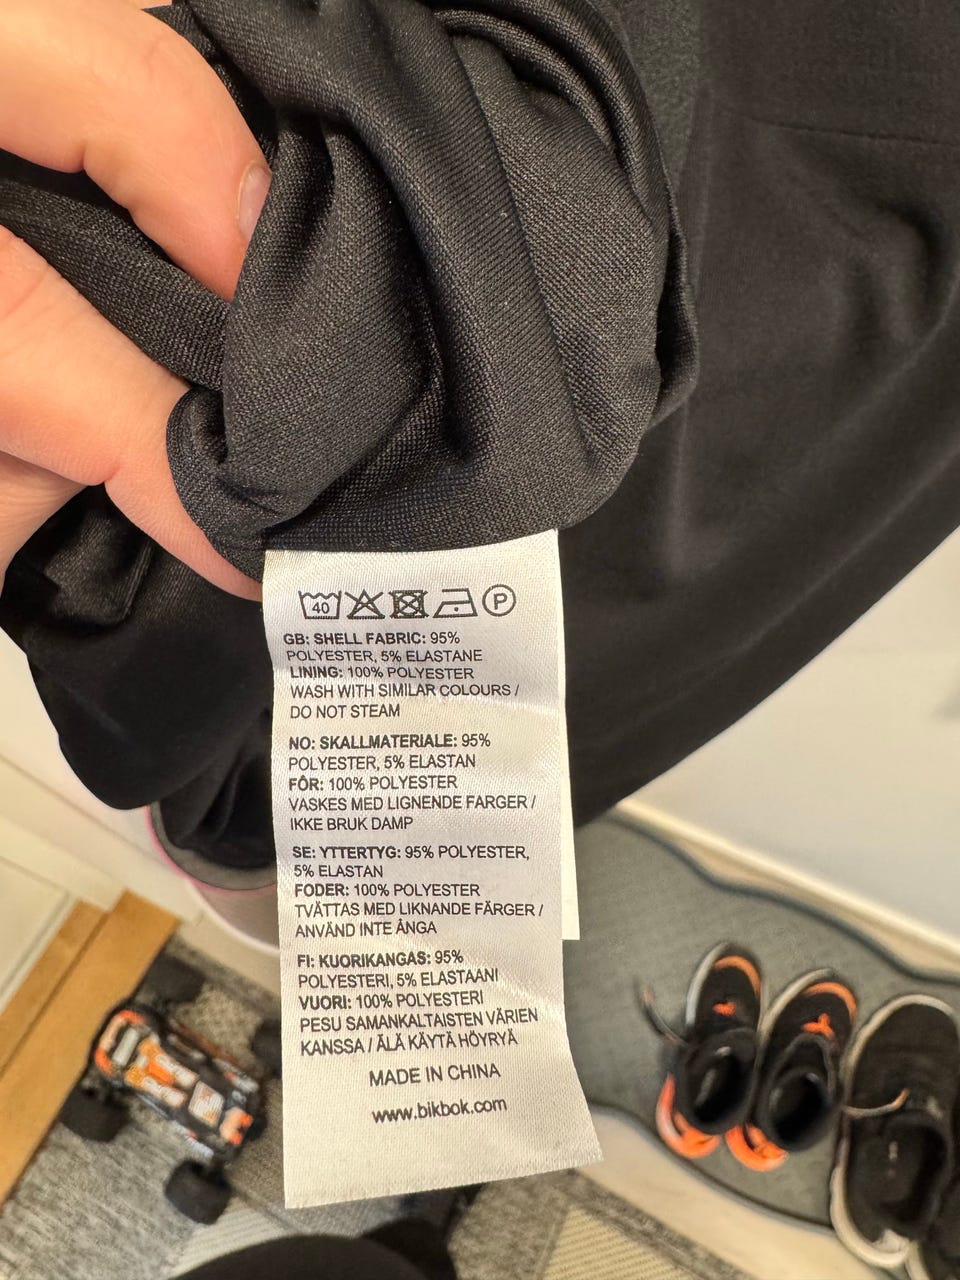 40 P
GB: SHELL FABRIC: 95%
POLYESTER, 5% ELASTANE
LINING: 100% POLYESTER
WASH WITH SIMILAR COLOURS /
DO NOT STEAM
NO: SKALLMATERIALE: 95%
POLYESTER, 5% ELASTAN
FÔR: 100% POLYESTER
VASKES MED LIGNENDE FARGER /
IKKE BRUK DAMP
SE: YTTERTYG: 95% POLYESTER,
5% ELASTAN
FODER: 100% POLYESTER
TVÄTTAS MED LIKNANDE FÄRGER /
ANVÄND INTE ÅNGA
FI: KUORIKANGAS: 95%
POLYESTERI, 5% ELASTAANI
VUORI: 100% POLYESTERI
PESU SAMANKALTAISTEN VÄRIEN
KANSSA / ÄLÄ KÄYTÄ HÖYRYÄ
MADE IN CHINA
www.bikbok.com